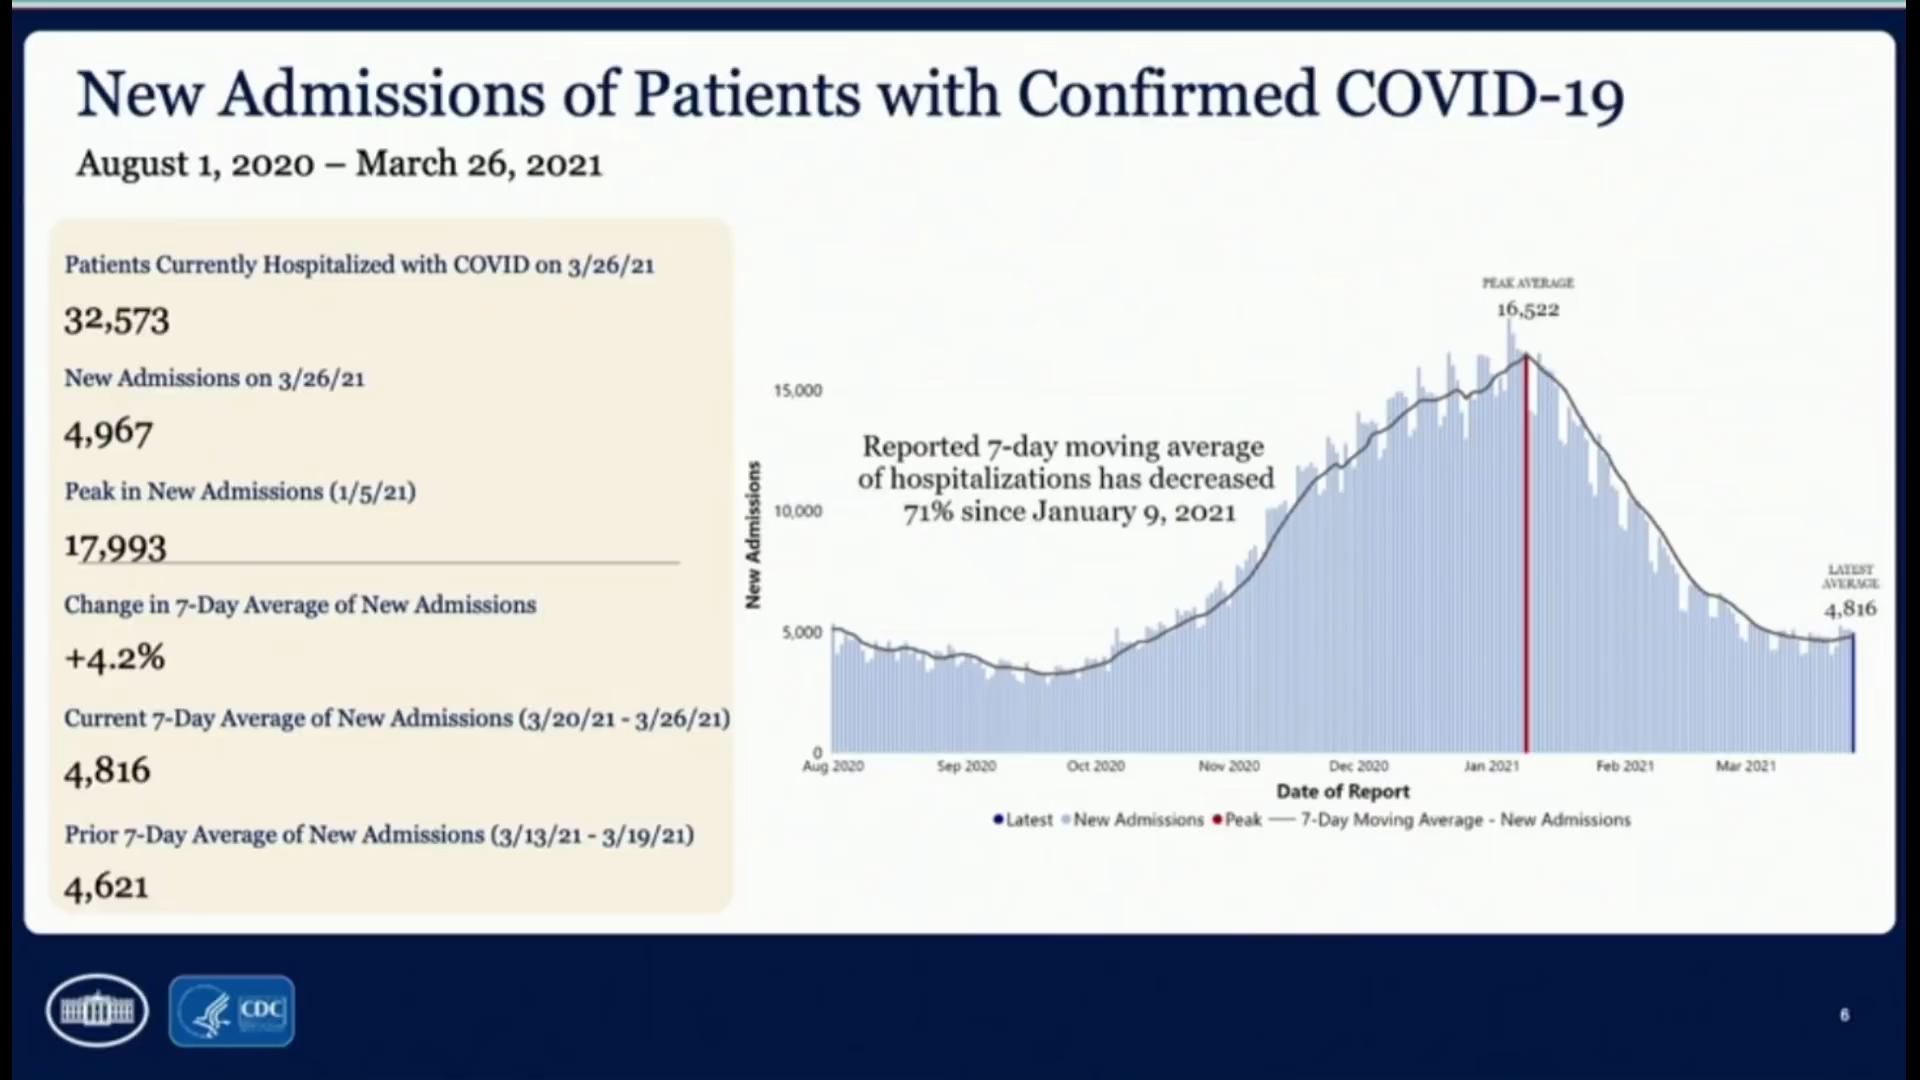 New Admissions of Patients with Confirmed COVID-19
August 1, 2020 – March 26, 2021
Patients Currently Hospitalized with COVID on 3/26/21
32,573
New Admissions on 3/26/21
4,967
Peak in New Admissions (1/5/21)
17,993
Change in 7-Day Average of New Admissions
+4.2%
Current 7-Day Average of New Admissions (3/20/21 - 3/26/21)
4,816
Prior 7-Day Average of New Admissions (3/13/21 - 3/19/21)
4,621
PEAK AVERAGE
16,522
Reported 7-day moving average
of hospitalizations has decreased
71% since January 9, 2021
LATEST
AVERAGE
4,816
New Admissions
15,000
10,000
5,000
0
Aug 2020 Sep 2020 Oct 2020 Nov 2020 Dec 2020 Jan 2021 Feb 2021 Mar 2021
Date of Report
Latest New Admissions Peak 7-Day Moving Average - New Admissions
CDC
6